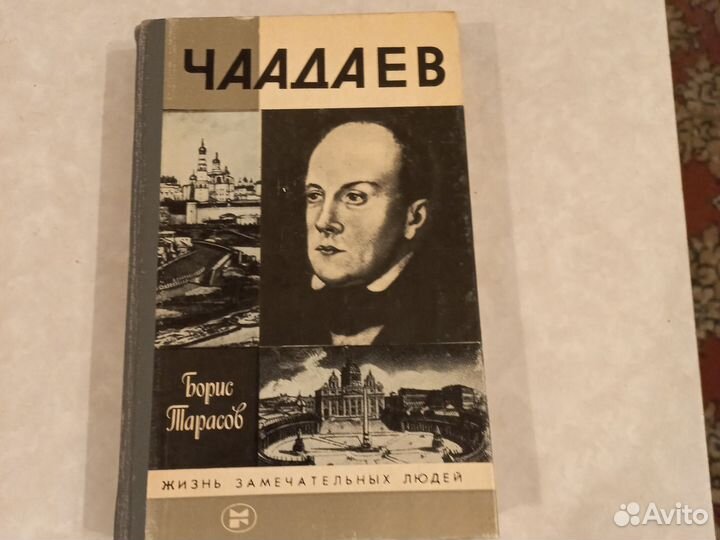 ЧААДАЕВ
Борис
Тарасов
ЖИЗНЬ ЗАМЕЧАТЕЛЬНЫХ ЛЮДЕЙ
Avito